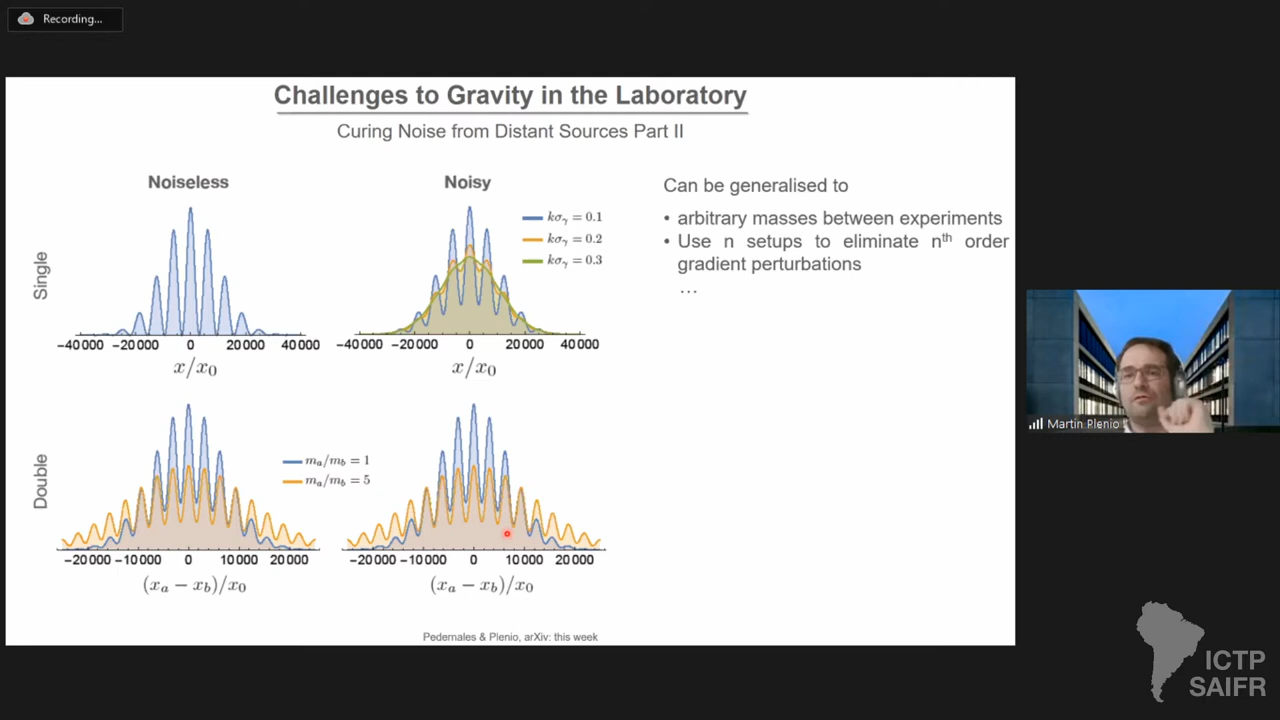 Recording...
Challenges to Gravity in the Laboratory
Curing Noise from Distant Sources Part II
Noiseless
Noisy
Single
kσγ = 0.1
kσγ = 0.2
kσγ = 0.3
−40000 −20000 0 20000 40000
x/x₀
−40000 −20000 0 20000 40000
x/x₀
Double
mₐ/m_b = 1
mₐ/m_b = 5
−20000 −10000 0 10000 20000
(xₐ − x_b)/x₀
−20000 −10000 0 10000 20000
(xₐ − x_b)/x₀
Can be generalised to
• arbitrary masses between experiments
• Use n setups to eliminate nᵗʰ order
gradient perturbations
…
Pedernales & Plenio, arXiv: this week
Martin Plenio
ICTP
SAIFR